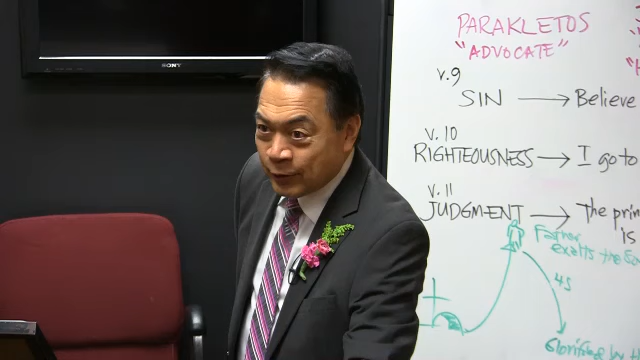 SONY
PARAKLETOS
"ADVOCATE"
v.9
SIN → Believe
v. 10
RIGHTEOUSNESS → I go to
v. 11
JUDGMENT → The prin
is
Father
exalts the
45
Glorified by